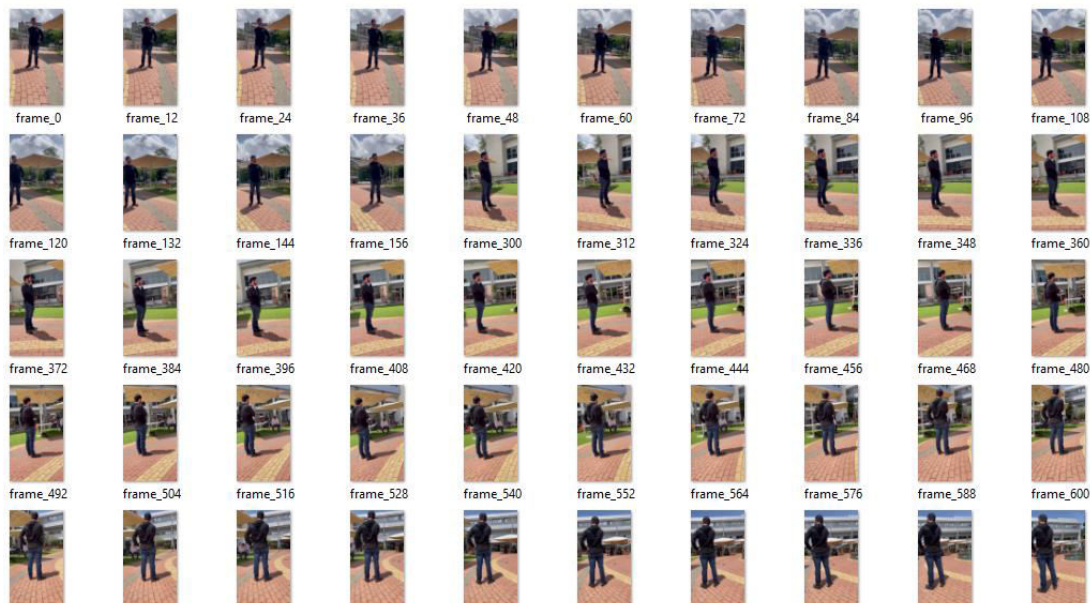 frame_0 frame_12 frame_24 frame_36 frame_48 frame_60 frame_72 frame_84 frame_96 frame_108
frame_120 frame_132 frame_144 frame_156 frame_300 frame_312 frame_324 frame_336 frame_348 frame_360
frame_372 frame_384 frame_396 frame_408 frame_420 frame_432 frame_444 frame_456 frame_468 frame_480
frame_492 frame_504 frame_516 frame_528 frame_540 frame_552 frame_564 frame_576 frame_588 frame_600